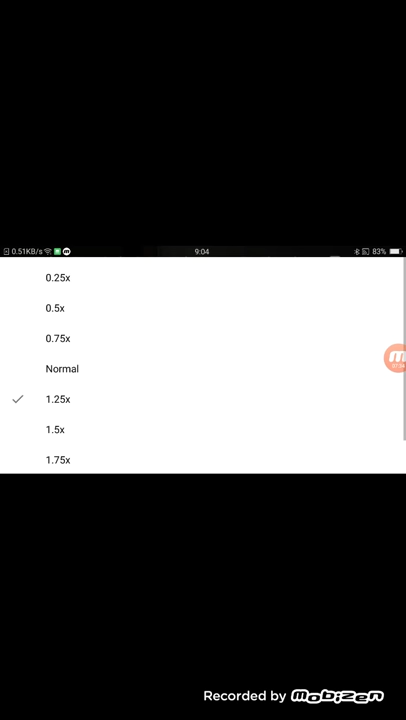 0.51KB/s 9:04 83%
0.25x
0.5x
0.75x
Normal
1.25x
1.5x
1.75x
Recorded by mobizen